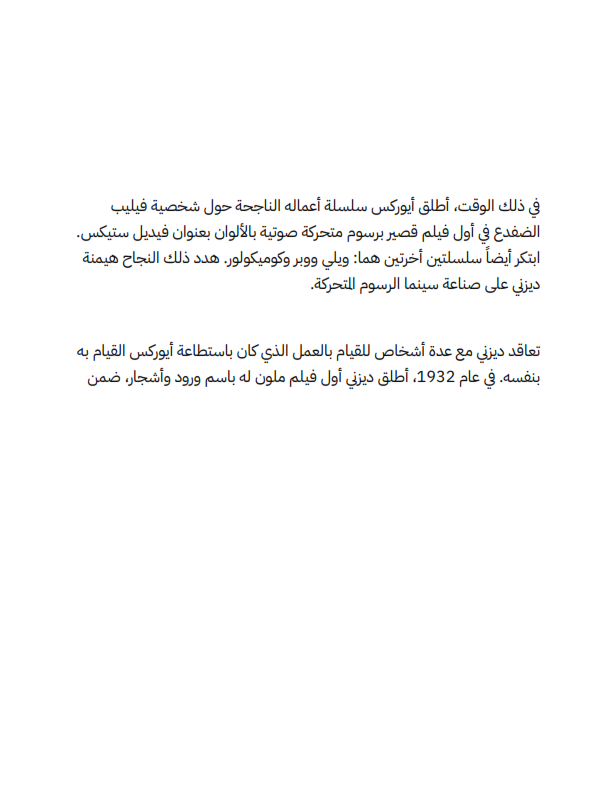 في ذلك الوقت، أطلق أيوركس سلسلة أعماله الناجحة حول شخصية فيليب
الضفدع في أول فيلم قصير برسوم متحركة صوتية بالألوان بعنوان فيديل ستيكس.
ابتكر أيضاً سلسلتين أخرتين هما: ويلي ووبر وكوميكولور. هدد ذلك النجاح هيمنة
ديزني على صناعة سينما الرسوم المتحركة.
تعاقد ديزني مع عدة أشخاص للقيام بالعمل الذي كان باستطاعة أيوركس القيام به
بنفسه. في عام 1932، أطلق ديزني أول فيلم ملون له باسم ورود وأشجار، ضمن